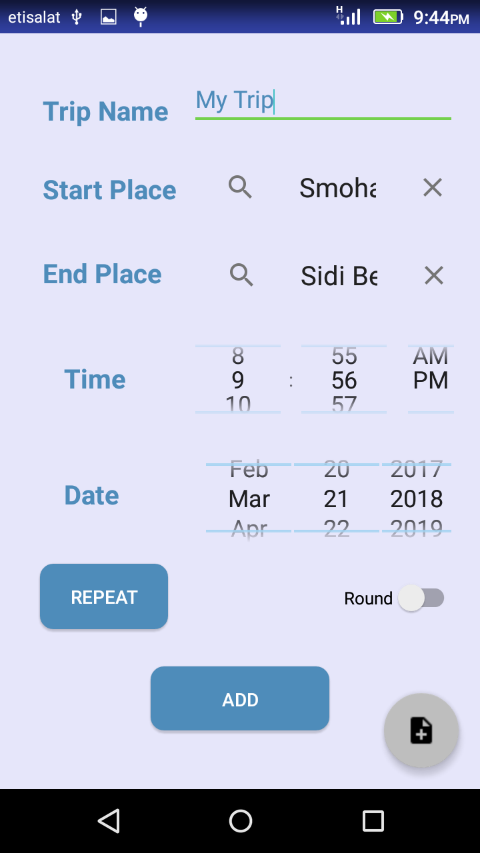 etisalat H 9:44PM
Trip Name My Trip
Start Place Smoha
End Place Sidi Be
8 55 AM
Time 9 : 56 PM
10 57
Feb 20 2017
Date Mar 21 2018
Apr 22 2019
REPEAT Round
ADD